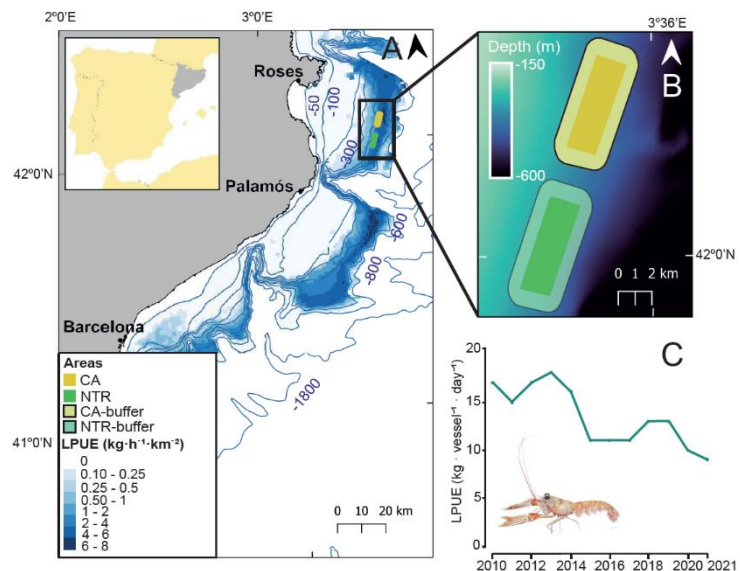 2°0'E
3°0'E
A
Roses
-50
-100
-300
42°0'N
Palamós
-600
-800
Barcelona
-1800
41°0'N
Areas
CA
NTR
CA-buffer
NTR-buffer
LPUE (kg·h⁻¹·km⁻²)
0
0.10 - 0.25
0.25 - 0.5
0.50 - 1
1 - 2
2 - 4
4 - 6
6 - 8
0 10 20 km
3°36'E
Depth (m)
-150
-600
B
42°0'N
0 1 2 km
C
LPUE (kg · vessel⁻¹ · day⁻¹)
20
15
10
5
0
2010 2012 2014 2016 2018 2020 2021